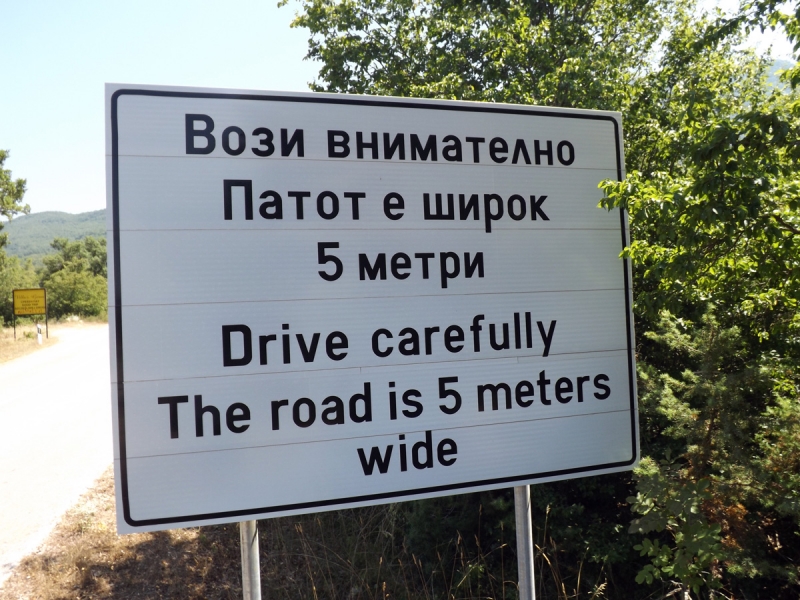 Вози внимателно
Патот е широк
5 метри
Drive carefully
The road is 5 meters
wide